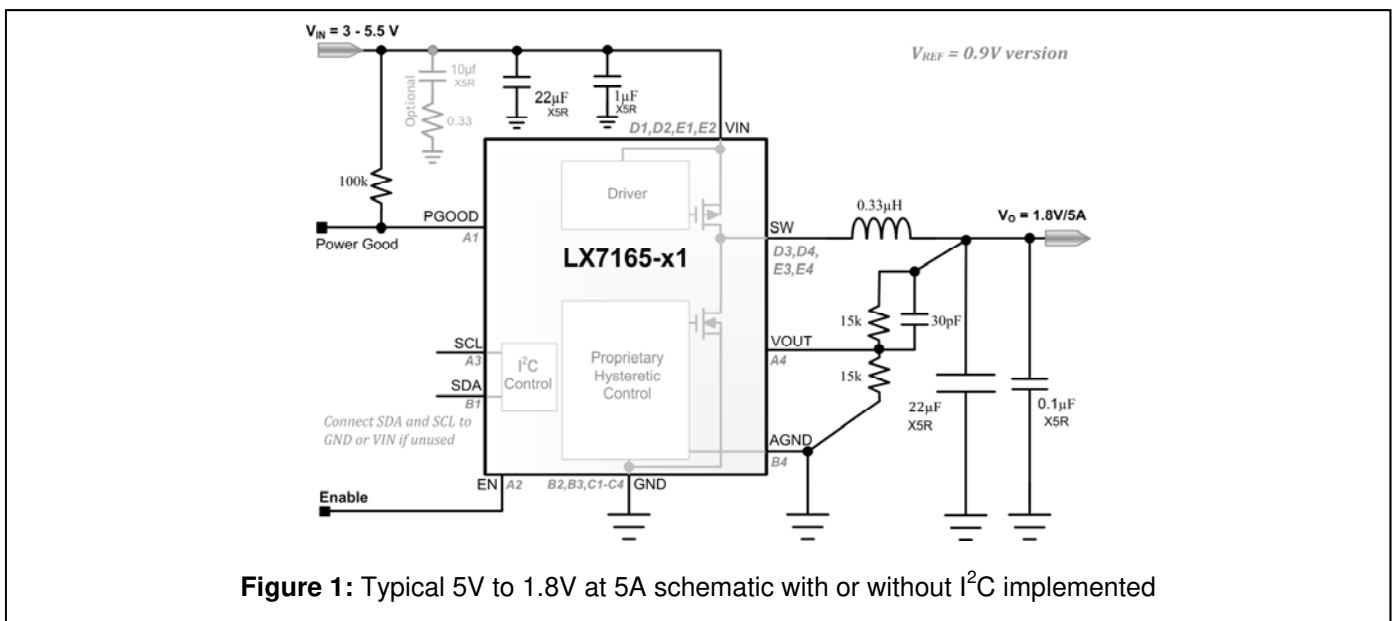 V_IN = 3 - 5.5 V
V_REF = 0.9V version
Optional
10µf
X5R
0.33
22µF
X5R
1µF
X5R
D1,D2,E1,E2
VIN
100k
Driver
PGOOD
A1
Power Good
LX7165-x1
SW
D3,D4,
E3,E4
0.33µH
V_O = 1.8V/5A
15k
30pF
VOUT
A4
15k
22µF
X5R
0.1µF
X5R
SCL
A3
SDA
B1
I²C
Control
Proprietary
Hysteretic
Control
Connect SDA and SCL to
GND or VIN if unused
AGND
B4
EN
A2
B2,B3,C1-C4
GND
Enable
Figure 1: Typical 5V to 1.8V at 5A schematic with or without I²C implemented